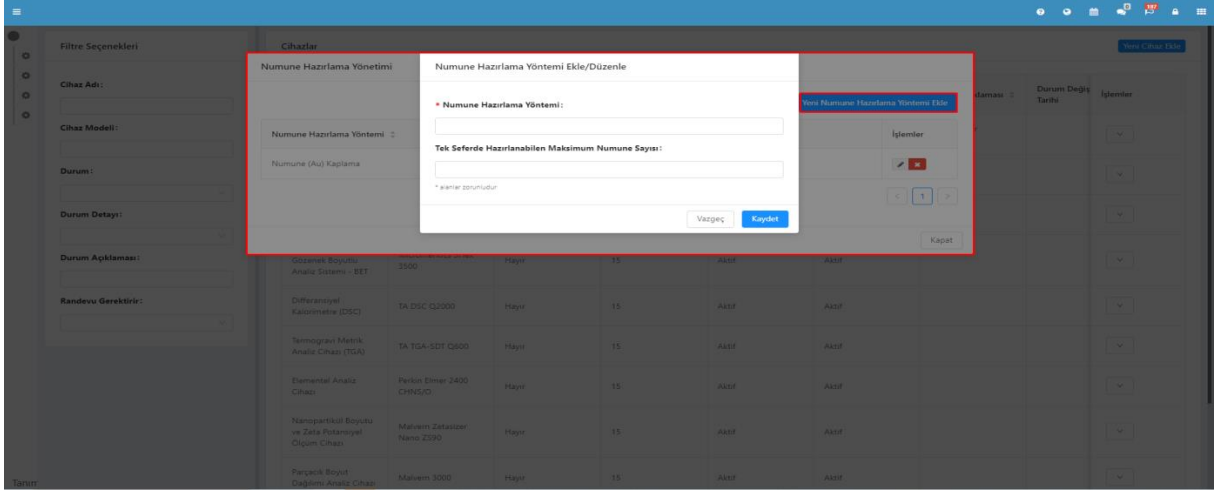 0
107
Filtre Seçenekleri
Cihazlar
Yeni Cihaz Ekle
Numune Hazırlama Yönetimi
Numune Hazırlama Yöntemi Ekle/Düzenle
Cihaz Adı :
* Numune Hazırlama Yöntemi :
Yeni Numune Hazırlama Yöntemi Ekle
Durum Değiş
Tarihi
İşlemler
Cihaz Modeli :
Numune Hazırlama Yöntemi
İşlemler
Tek Seferde Hazırlanabilen Maksimum Numune Sayısı :
Numune (Au) Kaplama
Durum :
* alanlar zorunludur
1
Durum Detayı :
Vazgeç
Kaydet
Kapat
Durum Açıklaması :
Gözenek Boyutlu
Analiz Sistemi - BET
Hayır
15
Aktif
Aktif
Randevu Gerektirir :
Differansiyel
Kalorimetre (DSC)
TA DSC Q2000
Hayır
15
Aktif
Aktif
Termogravi Metrik
Analiz Cihazı (TGA)
TA TGA-SDT Q600
Hayır
15
Aktif
Aktif
Elementel Analiz
Cihazı
Perkin Elmer 2400
CHNS/O
Hayır
15
Aktif
Aktif
Nanopartikül Boyutu
ve Zata Potansiyel
Ölçüm Cihazı
Malvern Zetasizer
Nano ZS90
Hayır
15
Aktif
Aktif
Parçacık Boyut
Dağılımı Analiz Cihazı
Malvern 3000
Hayır
15
Aktif
Aktif